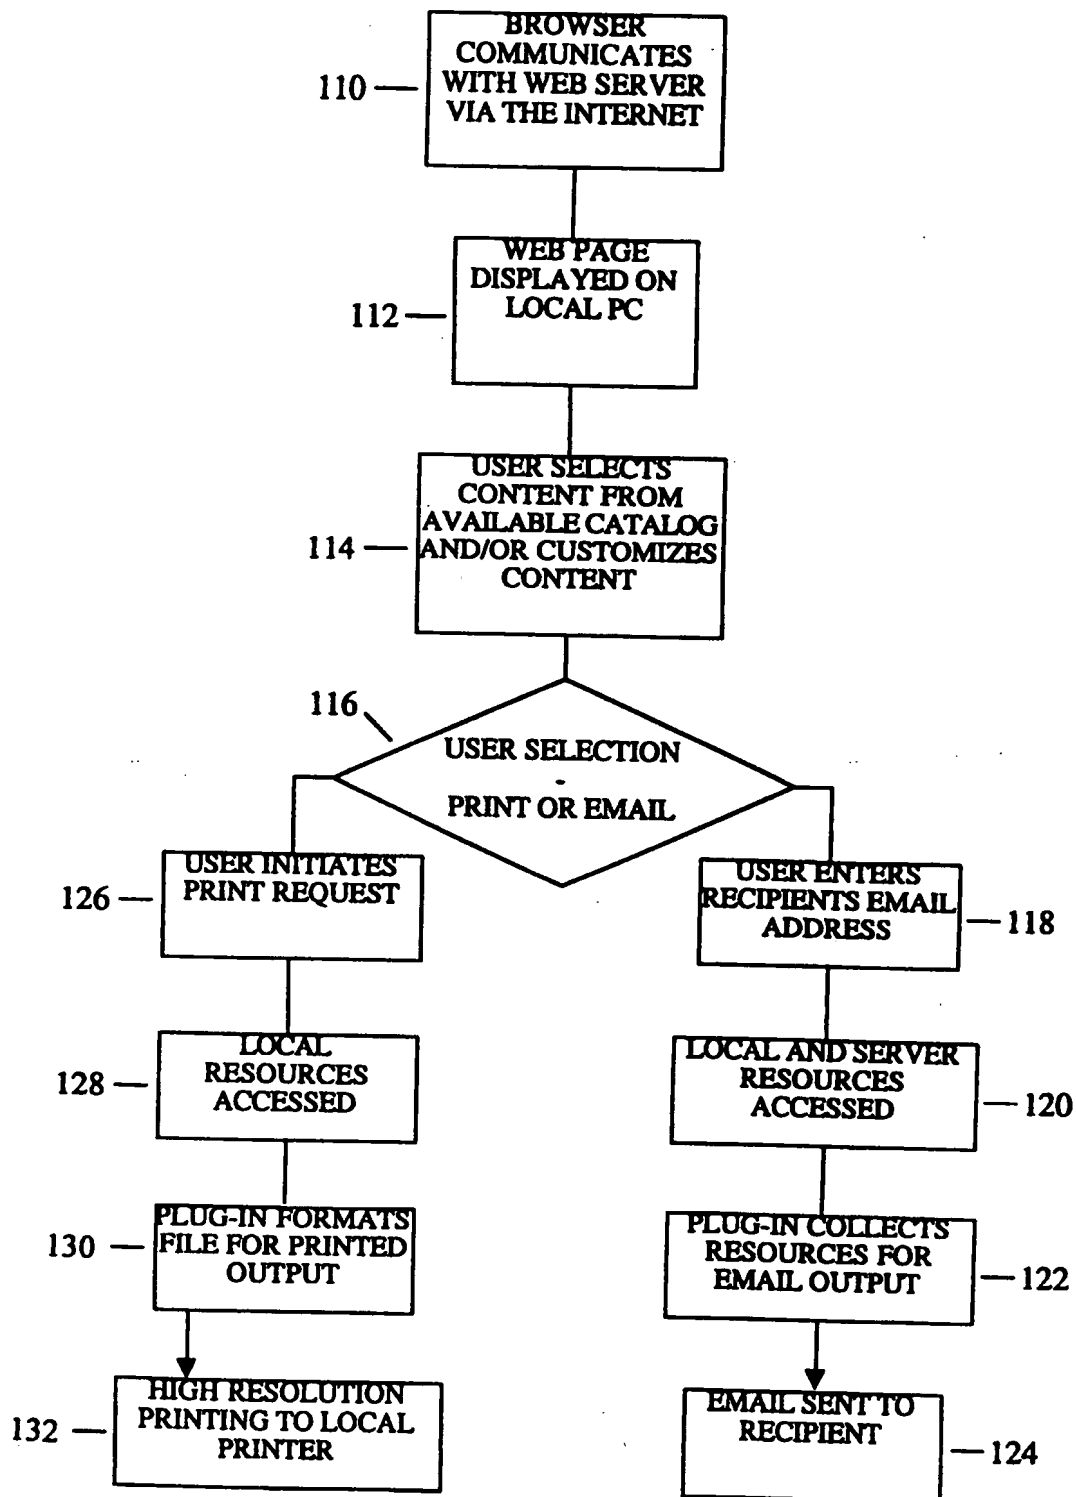 BROWSER
COMMUNICATES
WITH WEB SERVER
VIA THE INTERNET
110
WEB PAGE
DISPLAYED ON
LOCAL PC
112
USER SELECTS
CONTENT FROM
AVAILABLE CATALOG
AND/OR CUSTOMIZES
CONTENT
114
116
USER SELECTION
-
PRINT OR EMAIL
USER INITIATES
PRINT REQUEST
126
LOCAL
RESOURCES
ACCESSED
128
PLUG-IN FORMATS
FILE FOR PRINTED
OUTPUT
130
HIGH RESOLUTION
PRINTING TO LOCAL
PRINTER
132
USER ENTERS
RECIPIENTS EMAIL
ADDRESS
118
LOCAL AND SERVER
RESOURCES
ACCESSED
120
PLUG-IN COLLECTS
RESOURCES FOR
EMAIL OUTPUT
122
EMAIL SENT TO
RECIPIENT
124